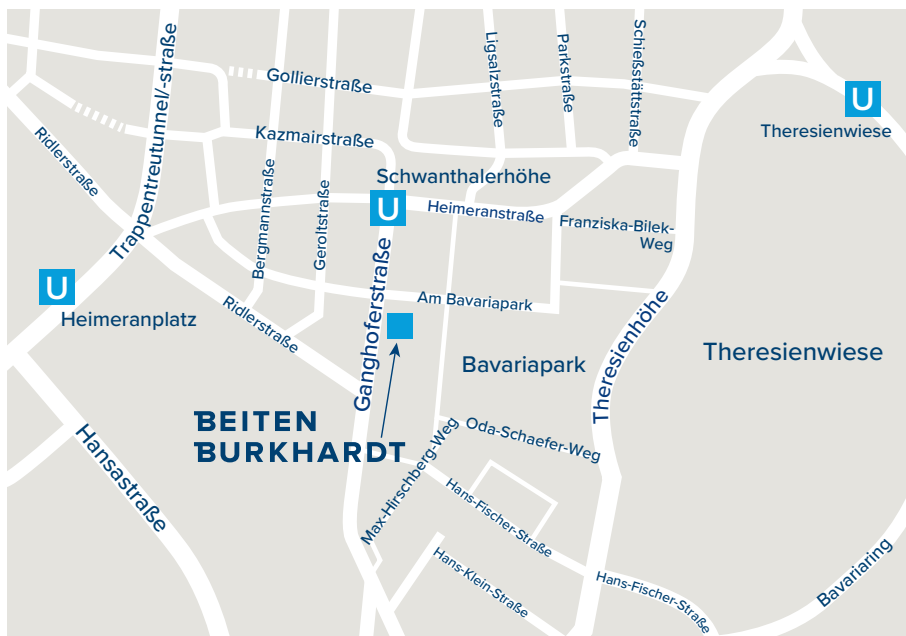 Gollierstraße
Ligsalzstraße
Parkstraße
Schießstättstraße
U
Theresienwiese
Kazmairstraße
Ridlerstraße
Trappentreutunnel/-straße
Bergmannstraße
Geroltstraße
Schwanthalerhöhe
U
Heimeranstraße
Franziska-Bilek-
Weg
U
Heimeranplatz
Ridlerstraße
Ganghoferstraße
Am Bavariapark
Theresienhöhe
Bavariapark
Theresienwiese
BEITEN
BURKHARDT
Hansastraße
Max-Hirschberg-Weg
Oda-Schaefer-Weg
Hans-Fischer-Straße
Hans-Klein-Straße
Hans-Fischer-Straße
Bavariaring